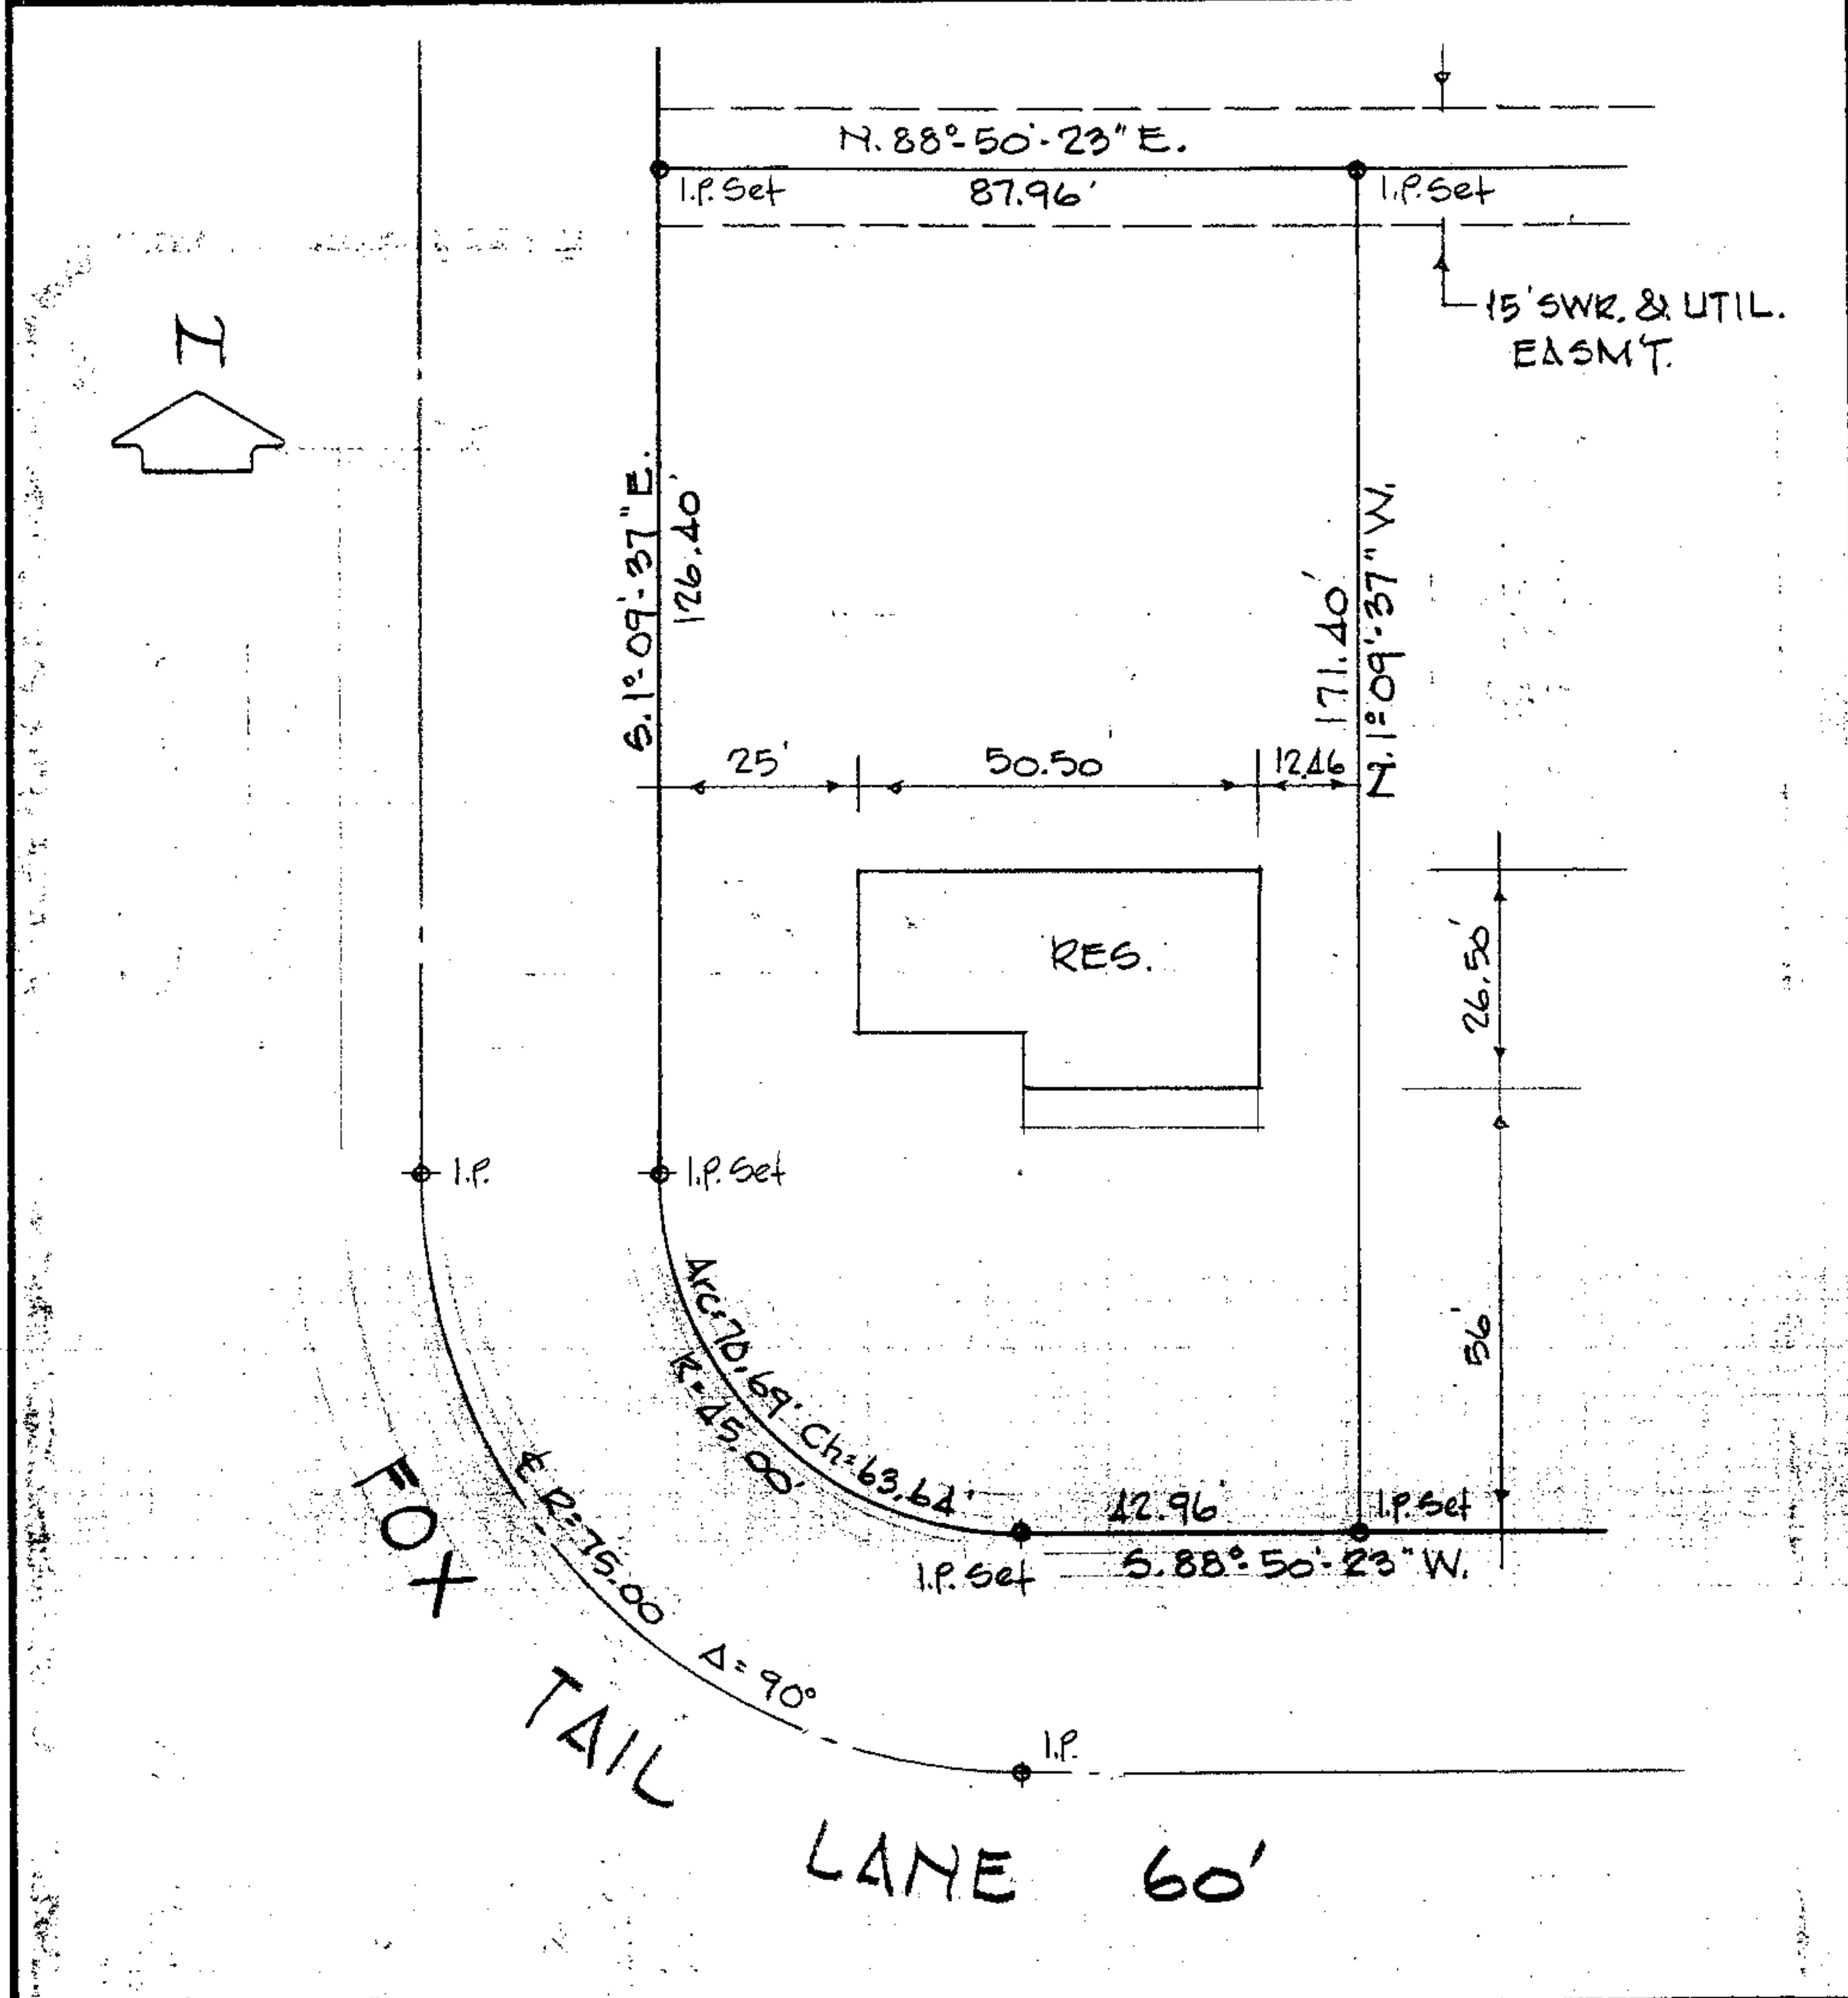 N. 88°-50'-23" E.
I.P. Set
87.96'
I.P. Set
15' SWR. & UTIL.
EASM'T.
N
S. 1°-09'-37" E.
126.40'
171.40'
N. 1°-09'-37" W.
25'
50.50'
12.46
RES.
26.50'
I.P.
I.P. Set
Arc=70.69' Ch=63.64'
R=45.00'
56'
42.96'
I.P. Set
I.P. Set
S. 88°-50'-23" W.
℄ R=75.00 Δ=90°
I.P.
FOX TAIL LANE 60'